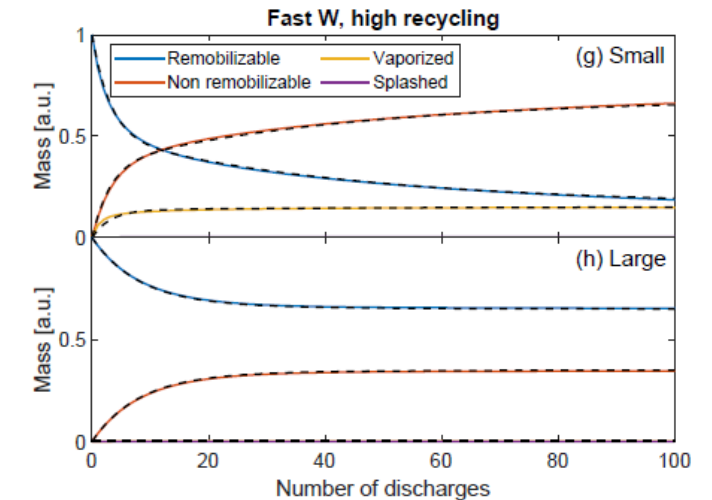 Fast W, high recycling
1
Remobilizable
Vaporized
(g) Small
Non remobilizable
Splashed
Mass [a.u.]
0.5
0
(h) Large
Mass [a.u.]
0.5
0
0 20 40 60 80 100
Number of discharges